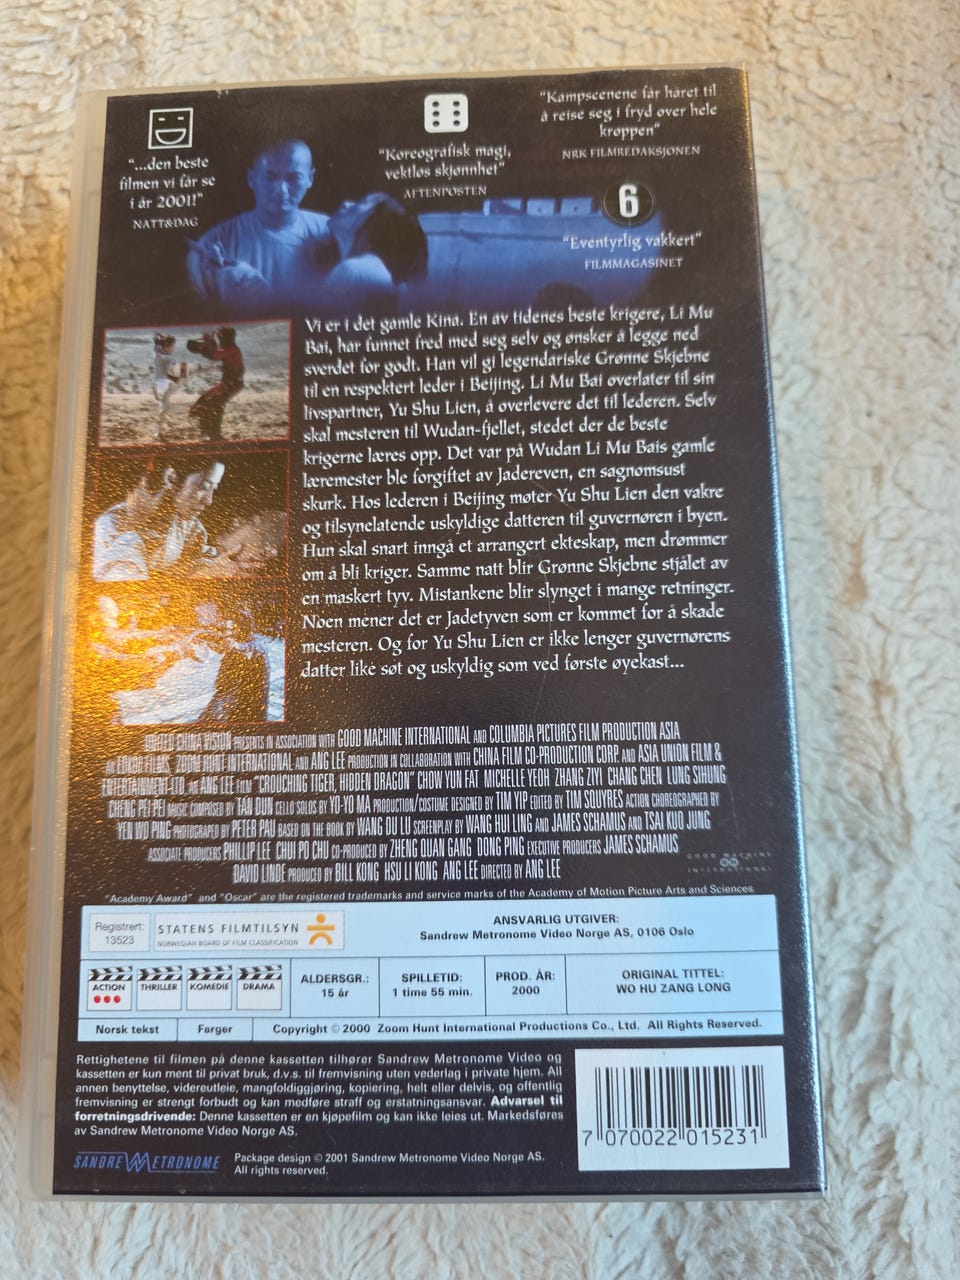 "...den beste
filmen vi får se
i år 2001!"
NATT&DAG
"Koreografisk magi,
vektløs skjønnhet"
AFTENPOSTEN
"Kampscenene får håret til
å reise seg i fryd over hele
kroppen"
NRK FILMREDAKSJONEN
6
"Eventyrlig vakkert"
FILMMAGASINET
Vi er i det gamle Kina. En av tidenes beste krigere, Li Mu
Bai, har funnet fred med seg selv og ønsker å legge ned
sverdet for godt. Han vil gi legendariske Grønne Skjebne
til en respektert leder i Beijing. Li Mu Bai overlater til sin
livspartner, Yu Shu Lien, å overlevere det til lederen. Selv
skal mesteren til Wudan-fjellet, stedet der de beste
krigerne læres opp. Det var på Wudan Li Mu Bais gamle
læremester ble forgiftet av Jadereven, en sagnomsust
skurk. Hos lederen i Beijing møter Yu Shu Lien den vakre
og tilsynelatende uskyldige datteren til guvernøren i byen.
Hun skal snart inngå et arrangert ekteskap, men drømmer
om å bli kriger. Samme natt blir Grønne Skjebne stjålet av
en maskert tyv. Mistankene blir slynget i mange retninger.
Noen mener det er Jadetyven som er kommet for å skade
mesteren. Og for Yu Shu Lien er ikke lenger guvernørens
datter like søt og uskyldig som ved første øyekast...
UNITED CHINA VISION PRESENTS IN ASSOCIATION WITH GOOD MACHINE INTERNATIONAL AND COLUMBIA PICTURES FILM PRODUCTION ASIA
AN EDKO FILMS, ZOOM HUNT INTERNATIONAL AND ANG LEE PRODUCTION IN COLLABORATION WITH CHINA FILM CO-PRODUCTION CORP. AND ASIA UNION FILM &
ENTERTAINMENT LTD. AN ANG LEE FILM "CROUCHING TIGER, HIDDEN DRAGON" CHOW YUN FAT MICHELLE YEOH ZHANG ZIYI CHANG CHEN LUNG SIHUNG
CHENG PEI-PEI MUSIC COMPOSED BY TAN DUN CELLO SOLOS BY YO-YO MA PRODUCTION/COSTUME DESIGNED BY TIM YIP EDITED BY TIM SQUYRES ACTION CHOREOGRAPHED BY
YEN WO PING PHOTOGRAPED BY PETER PAU BASED ON THE BOOK BY WANG DU LU SCREENPLAY BY WANG HUI LING AND JAMES SCHAMUS AND TSAI KUO JUNG
ASSOCIATE PRODUCERS PHILLIP LEE CHUI PO CHU CO-PRODUCED BY ZHENG QUAN GANG DONG PING EXECUTIVE PRODUCERS JAMES SCHAMUS
DAVID LINDE PRODUCED BY BILL KONG HSU LI KONG ANG LEE DIRECTED BY ANG LEE
GOOD MACHINE
INTERNATIONAL
"Academy Award" and "Oscar" are the registered trademarks and service marks of the Academy of Motion Picture Arts and Sciences
Registrert:
13523
STATENS FILMTILSYN
NORWEGIAN BOARD OF FILM CLASSIFICATION
ANSVARLIG UTGIVER:
Sandrew Metronome Video Norge AS, 0106 Oslo
ACTION
THRILLER
KOMEDIE
DRAMA
ALDERSGR.:
15 år
SPILLETID:
1 time 55 min.
PROD. ÅR:
2000
ORIGINAL TITTEL:
WO HU ZANG LONG
Norsk tekst
Farger
Copyright © 2000 Zoom Hunt International Productions Co., Ltd. All Rights Reserved.
Rettighetene til filmen på denne kassetten tilhører Sandrew Metronome Video og
kassetten er kun ment til privat bruk, d.v.s. til fremvisning uten vederlag i private hjem. All
annen benyttelse, videreutleie, mangfoldiggjøring, kopiering, helt eller delvis, og offentlig
fremvisning er strengt forbudt og kan medføre straff og erstatningsansvar. Advarsel til
forretningsdrivende: Denne kassetten er en kjøpefilm og kan ikke leies ut. Markedsføres
av Sandrew Metronome Video Norge AS.
SANDREW METRONOME
Package design © 2001 Sandrew Metronome Video Norge AS.
All rights reserved.
7 070022 015231